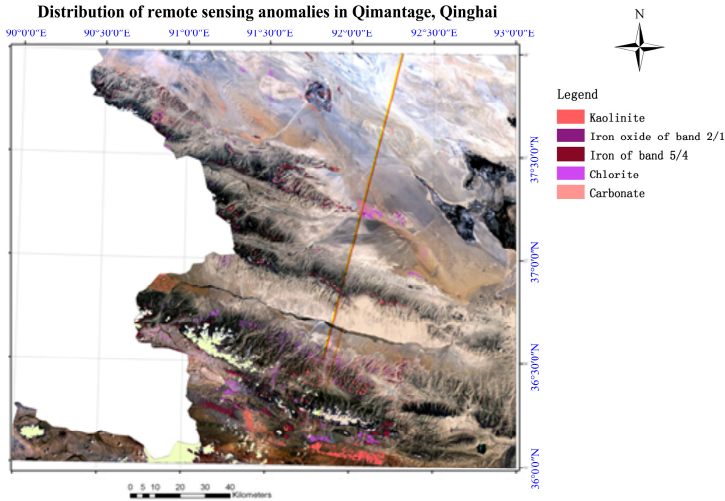 Distribution of remote sensing anomalies in Qimantage, Qinghai
90°0'0"E 90°30'0"E 91°0'0"E 91°30'0"E 92°0'0"E 92°30'0"E 93°0'0"E
N
Legend
Kaolinite
Iron oxide of band 2/1
Iron of band 5/4
Chlorite
Carbonate
37°30'0"N
37°0'0"N
36°30'0"N
36°0'0"N
0 5 10 20 30 40
Kilometers